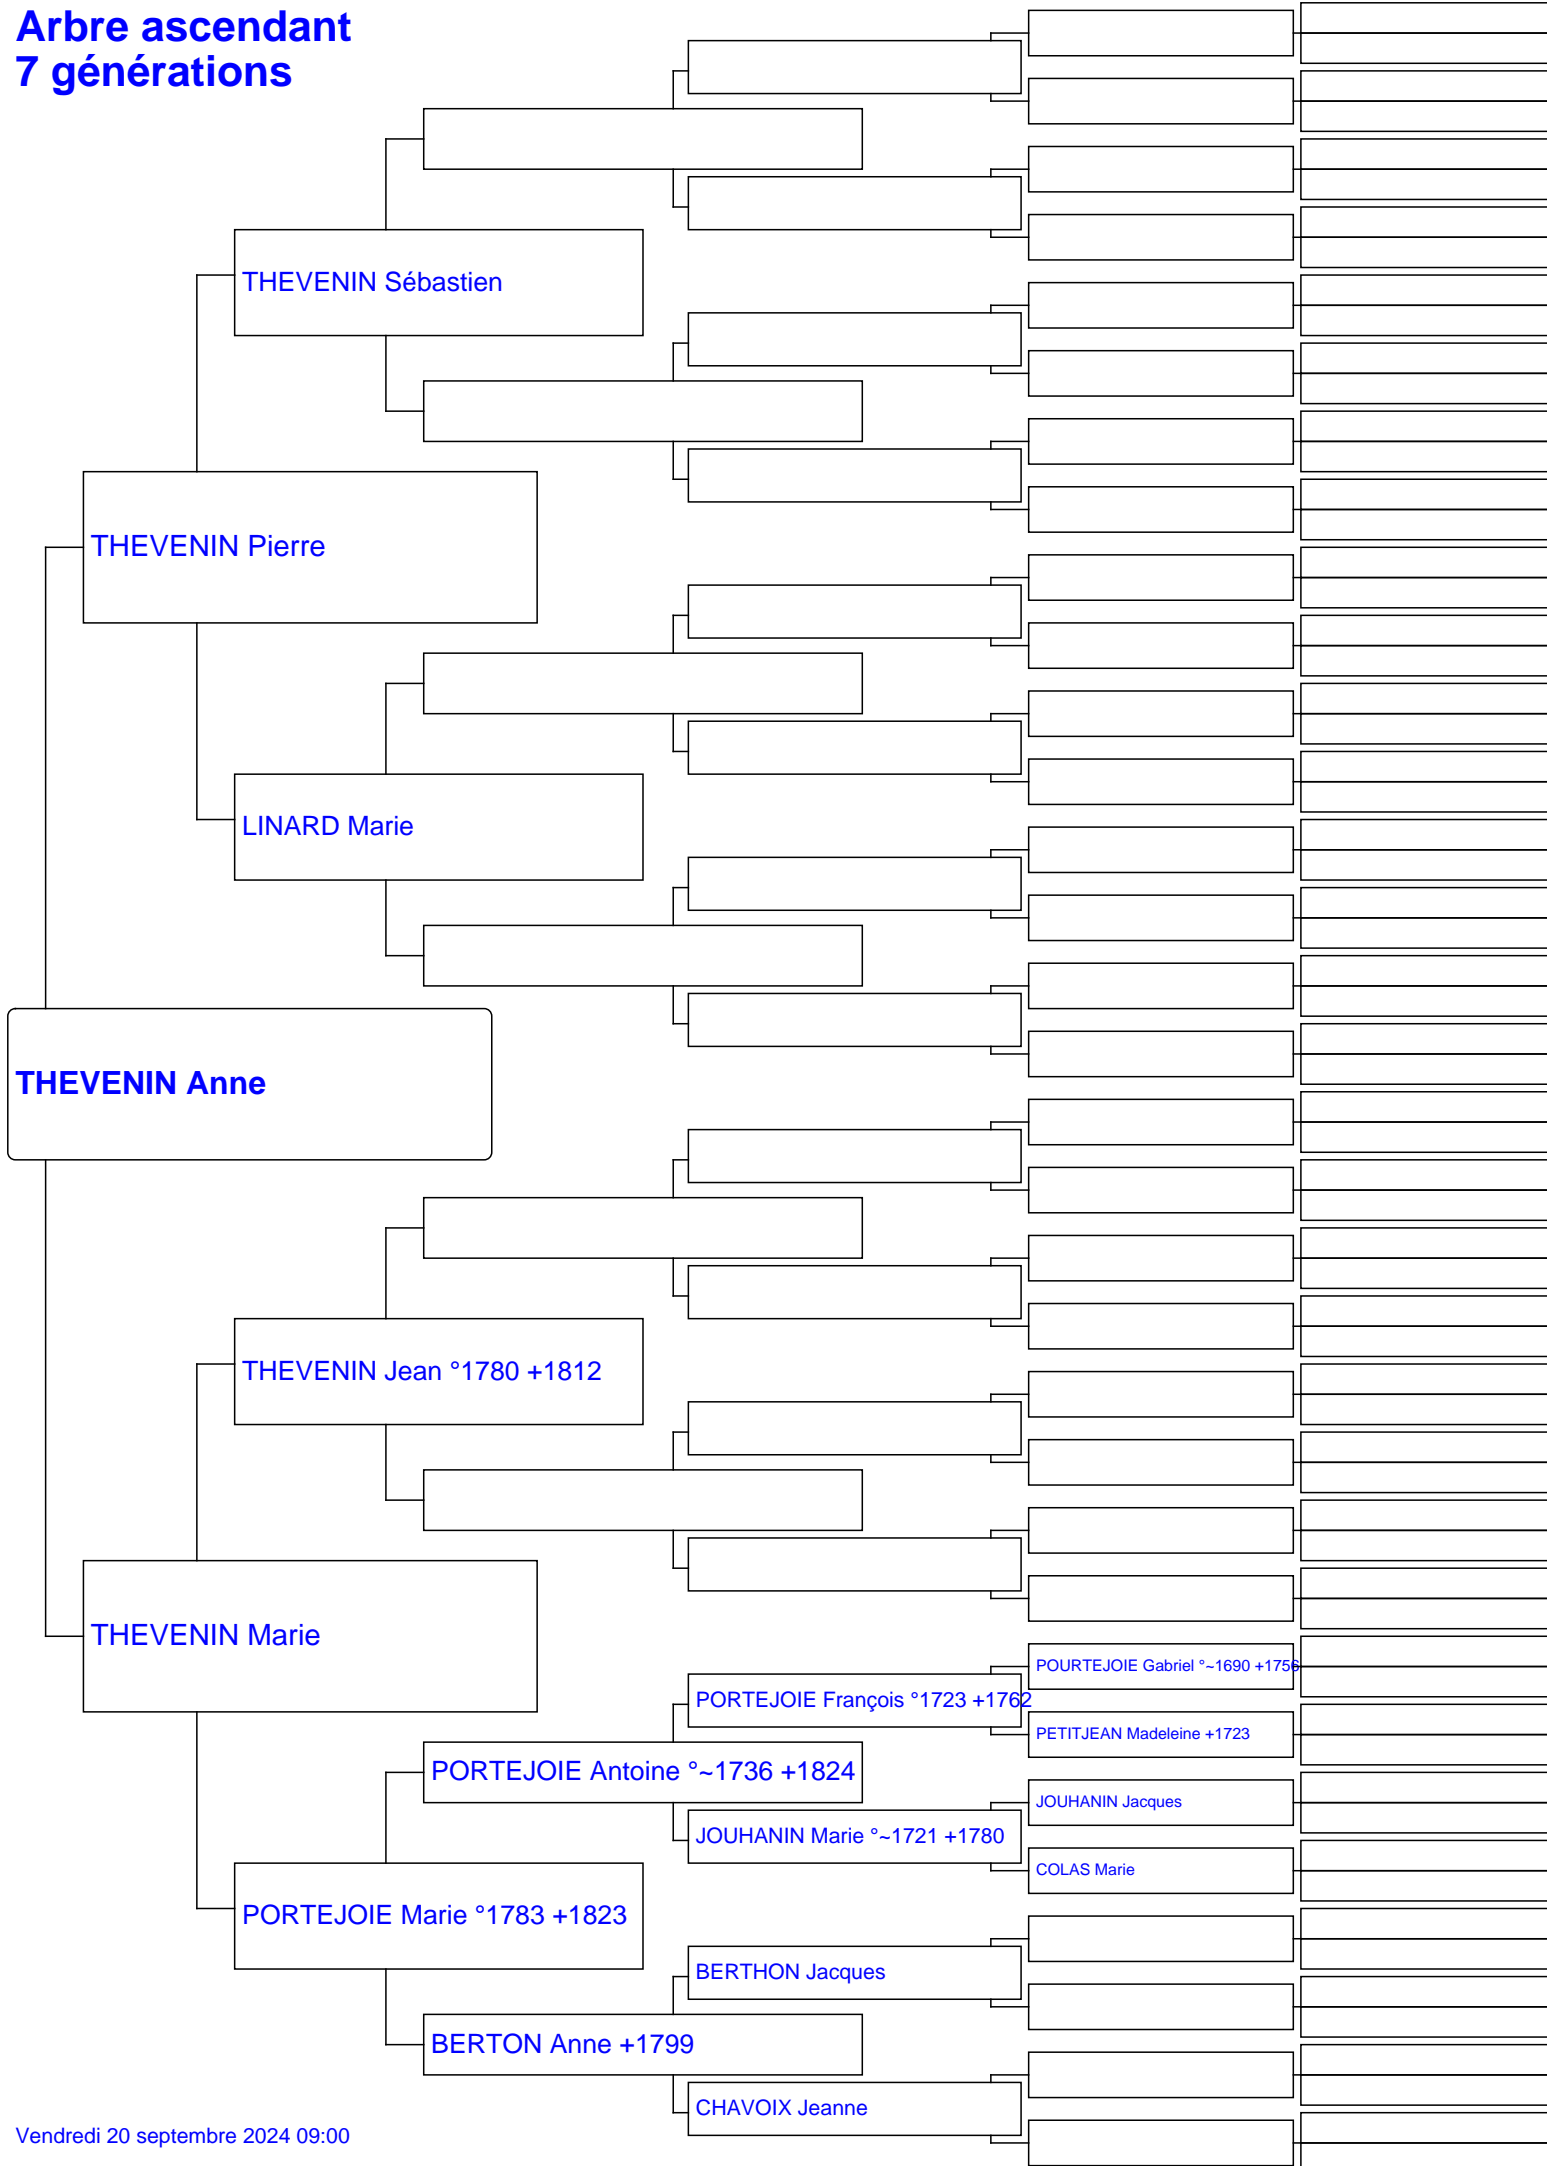 Arbre ascendant
7 générations
THEVENIN Sébastien
THEVENIN Pierre
LINARD Marie
THEVENIN Anne
THEVENIN Jean °1780 +1812
THEVENIN Marie
POURTEJOIE Gabriel °~1690 +1756
PORTEJOIE François °1723 +1762
PETITJEAN Madeleine +1723
PORTEJOIE Antoine °~1736 +1824
JOUHANIN Jacques
JOUHANIN Marie °~1721 +1780
COLAS Marie
PORTEJOIE Marie °1783 +1823
BERTHON Jacques
BERTON Anne +1799
CHAVOIX Jeanne
Vendredi 20 septembre 2024 09:00